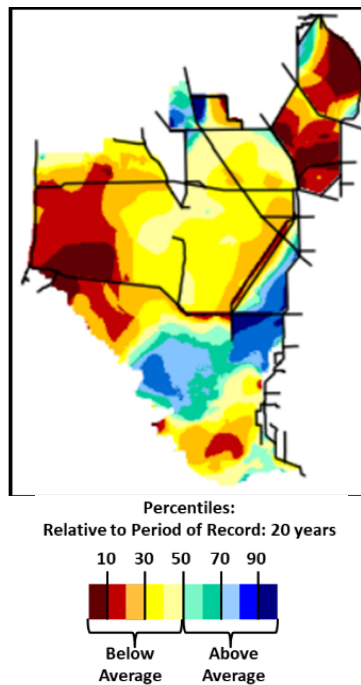 Percentiles:
Relative to Period of Record: 20 years
10 30 50 70 90
Below Above
Average Average